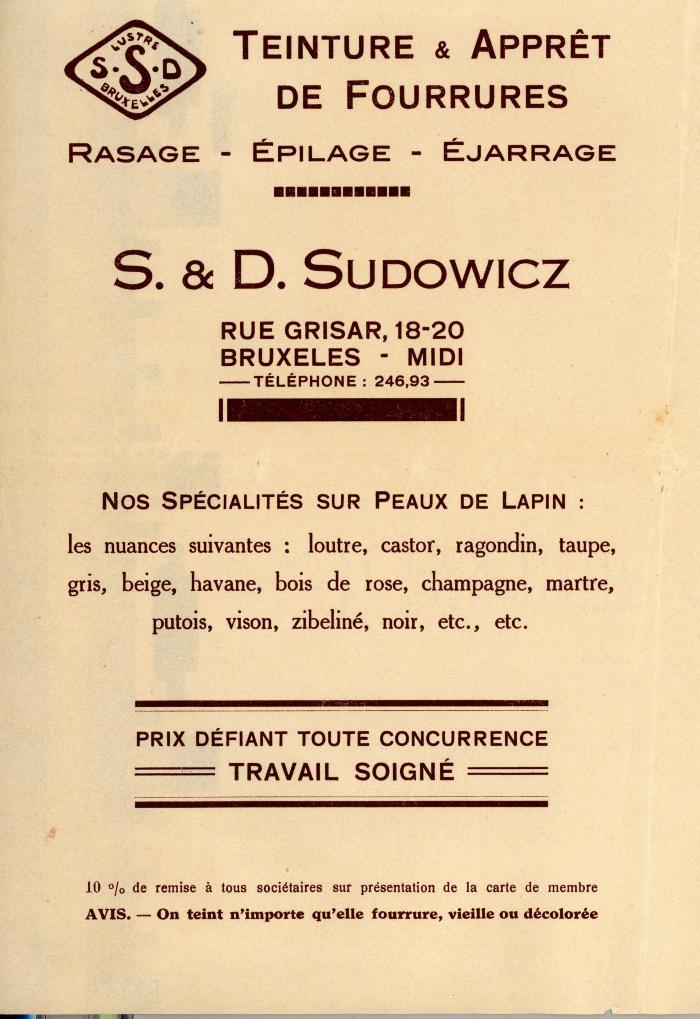 LUSTRE
S·S·D
BRUXELLES
TEINTURE & APPRÊT
DE FOURRURES
RASAGE - ÉPILAGE - ÉJARRAGE
S. & D. SUDOWICZ
RUE GRISAR, 18-20
BRUXELES - MIDI
TÉLÉPHONE : 246,93
NOS SPÉCIALITÉS SUR PEAUX DE LAPIN :
les nuances suivantes : loutre, castor, ragondin, taupe,
gris, beige, havane, bois de rose, champagne, martre,
putois, vison, zibeliné, noir, etc., etc.
PRIX DÉFIANT TOUTE CONCURRENCE
TRAVAIL SOIGNÉ
10 % de remise à tous sociétaires sur présentation de la carte de membre
AVIS. — On teint n'importe qu'elle fourrure, vieille ou décolorée